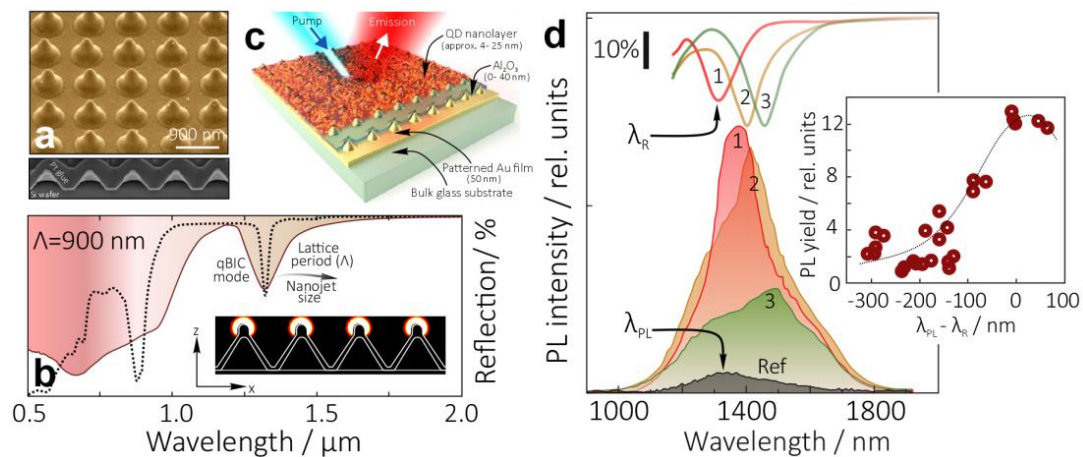 a
900 nm
Pt glue
Si wafer
c
Pump
Emission
QD nanolayer
(approx. 4- 25 nm)
Al₂O₃
(0- 40 nm)
Patterned Au film
(50 nm)
Bulk glass substrate
b
Λ=900 nm
qBIC
mode
Lattice
period (Λ)
Nanojet
size
z
x
Reflection/ %
0.5
1.0
1.5
2.0
Wavelength / μm
d
10%
1
2
3
λR
1
2
3
λPL
Ref
PL intensity / rel. units
1000
1400
1800
Wavelength / nm
PL yield / rel. units
12
8
4
0
-300
-200
-100
0
λPL - λR / nm